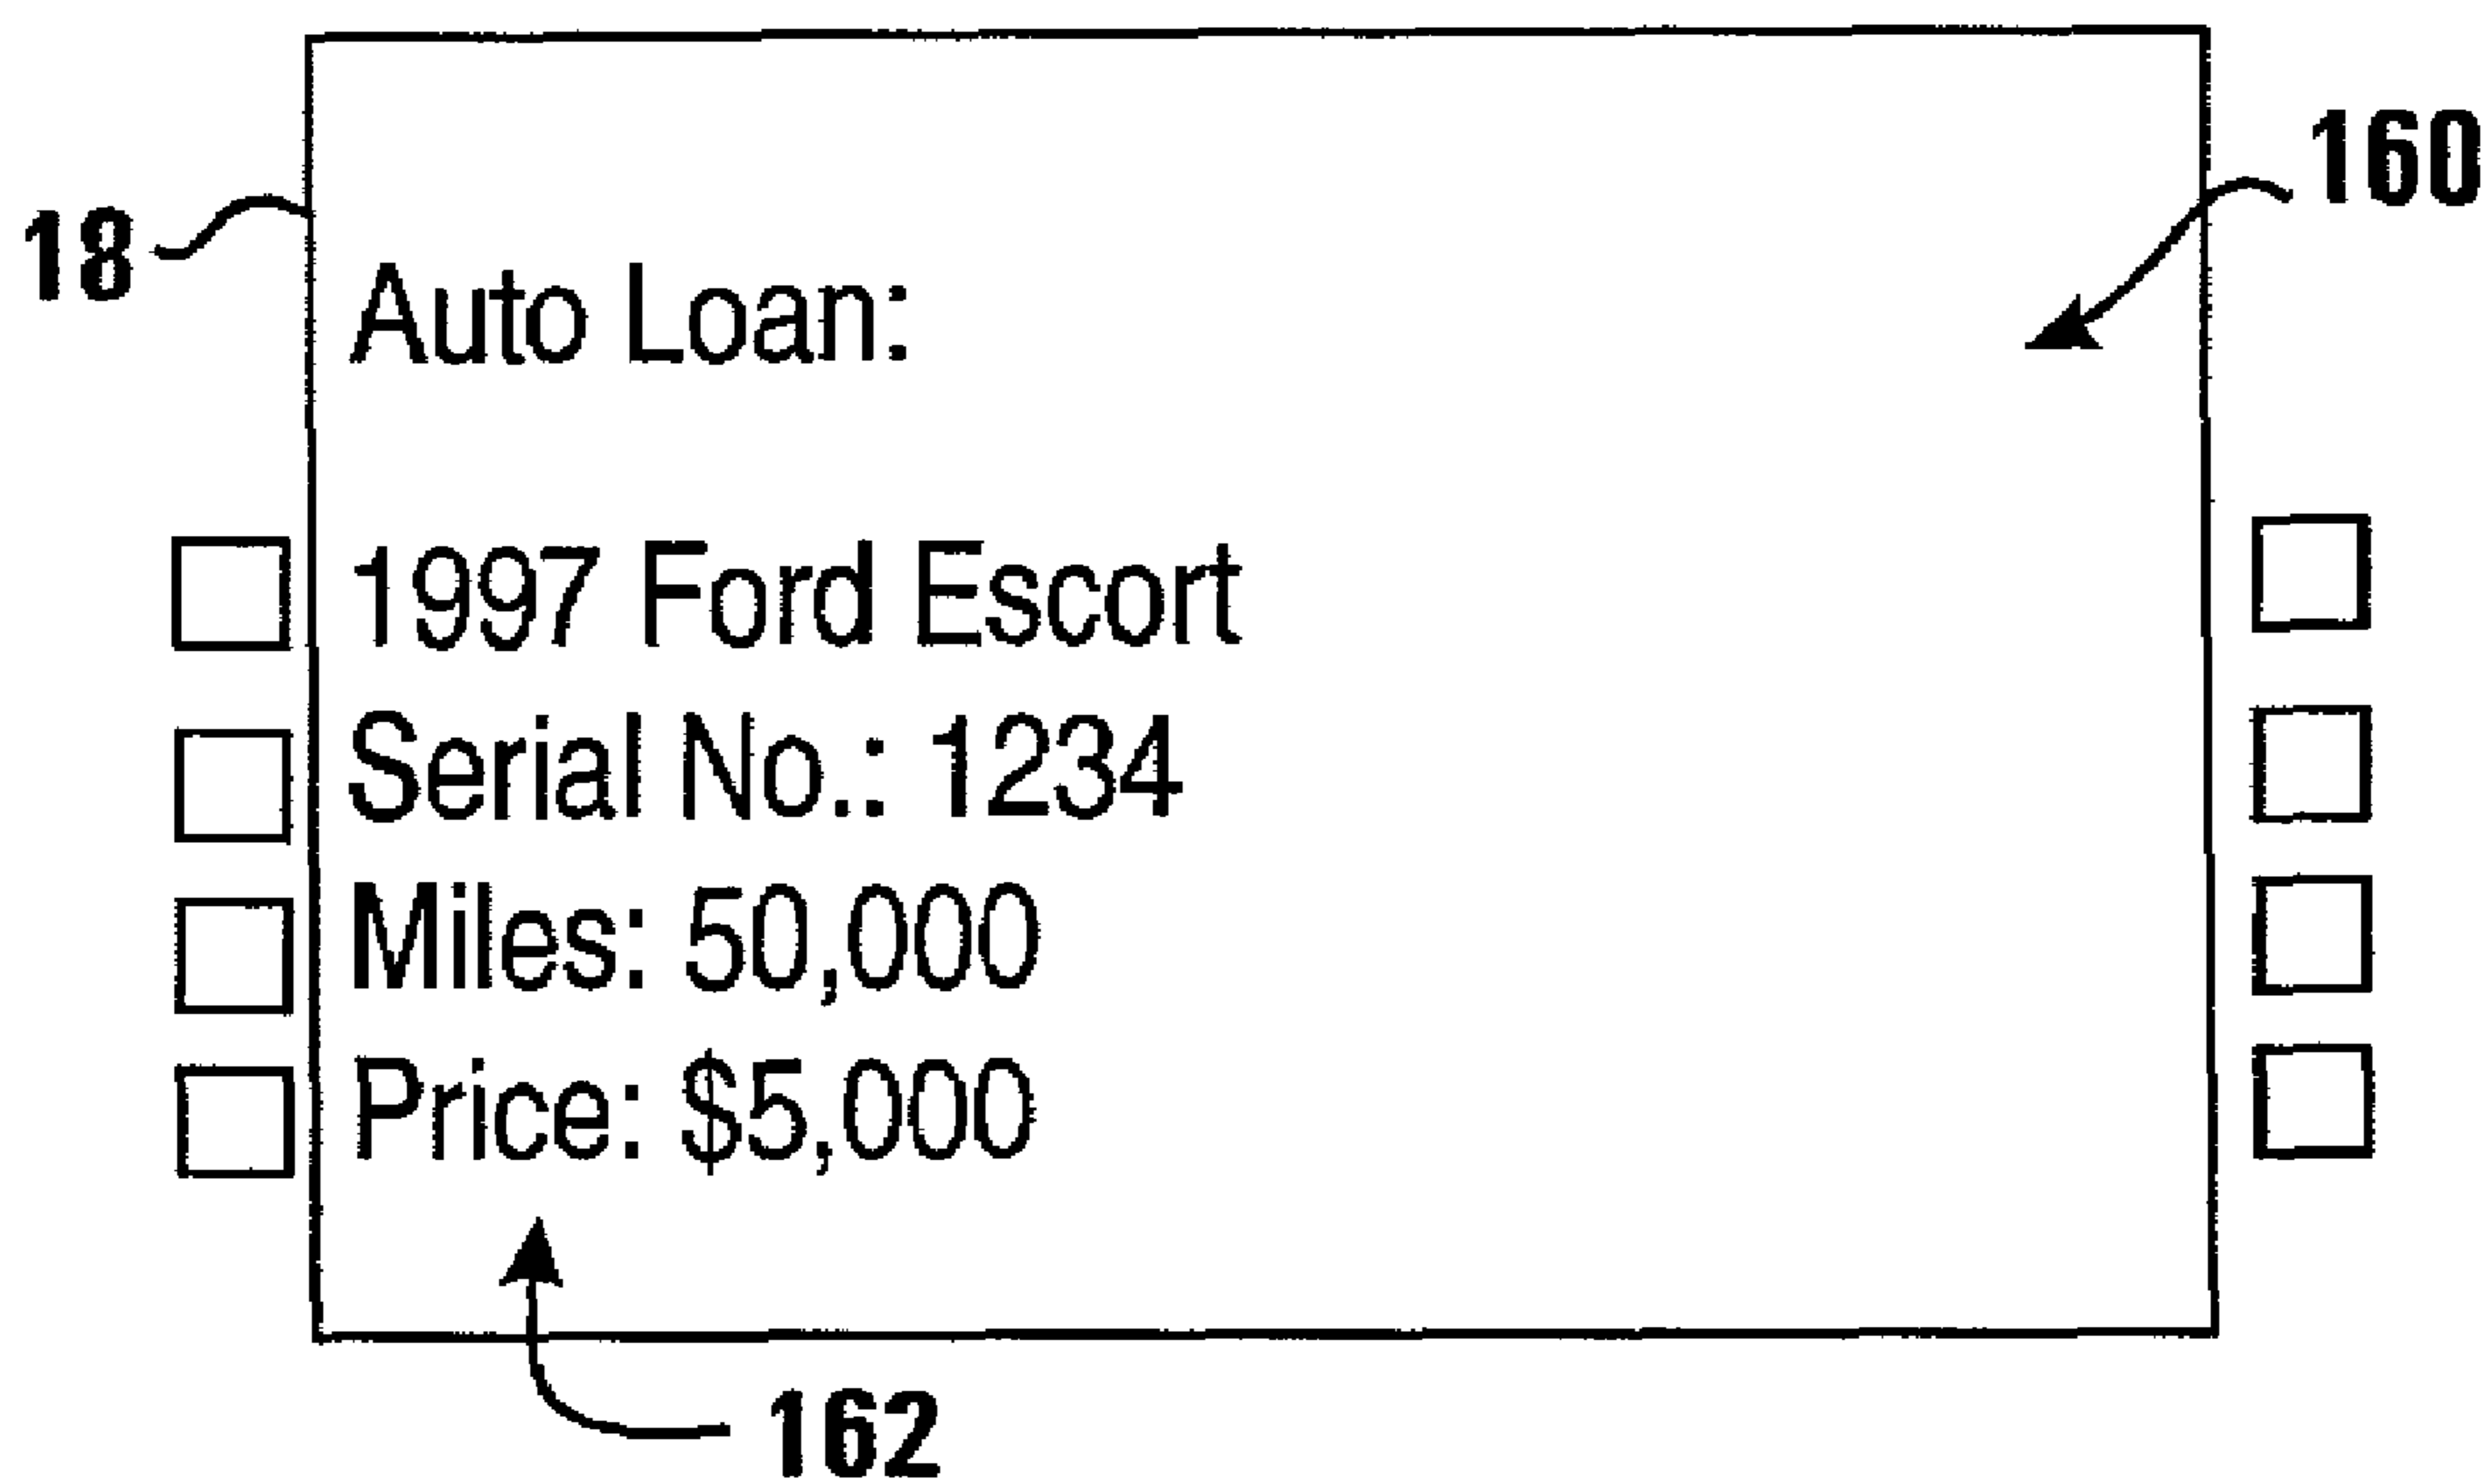 160
18
Auto Loan:
1997 Ford Escort
Serial No.: 1234
Miles: 50,000
Price: $5,000
162